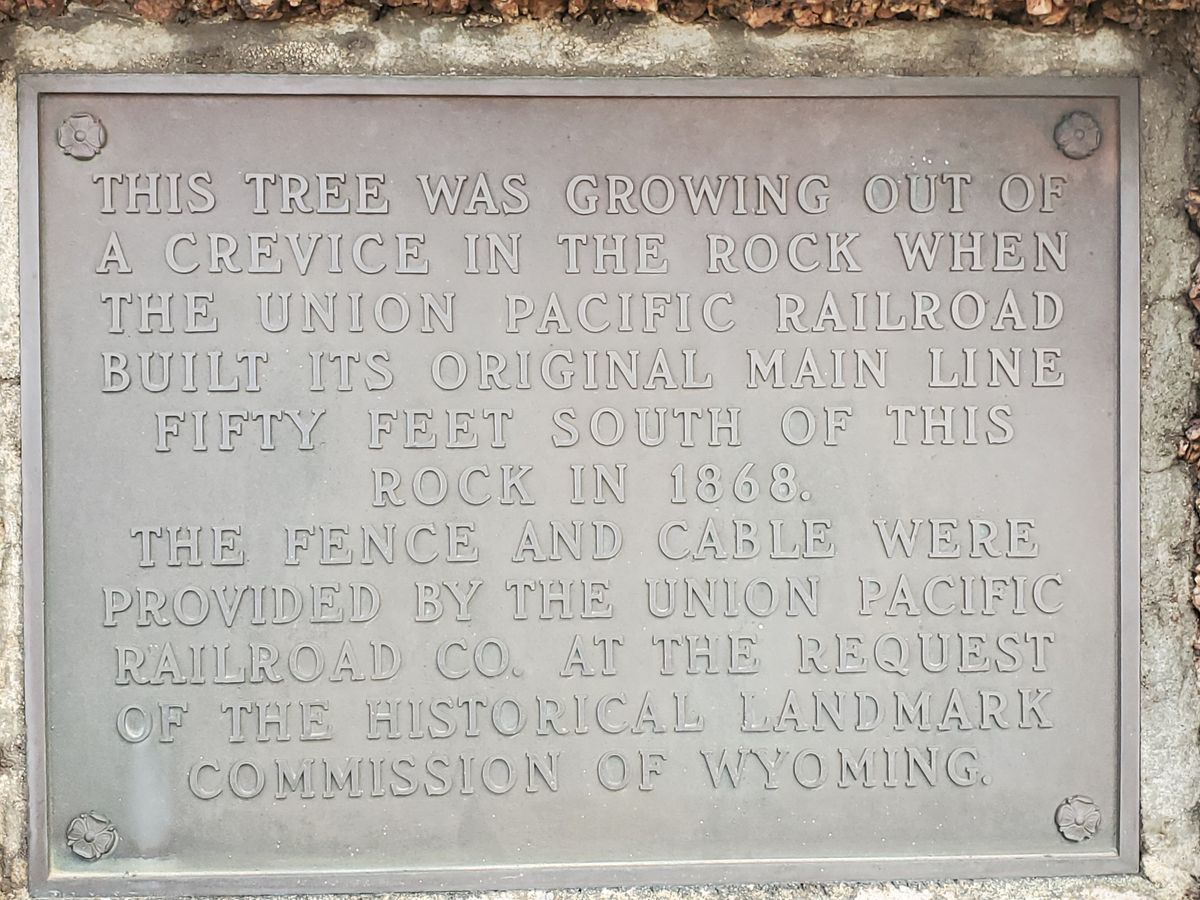 THIS TREE WAS GROWING OUT OF
A CREVICE IN THE ROCK WHEN
THE UNION PACIFIC RAILROAD
BUILT ITS ORIGINAL MAIN LINE
FIFTY FEET SOUTH OF THIS
ROCK IN 1868.
THE FENCE AND CABLE WERE
PROVIDED BY THE UNION PACIFIC
RAILROAD CO. AT THE REQUEST
OF THE HISTORICAL LANDMARK
COMMISSION OF WYOMING.